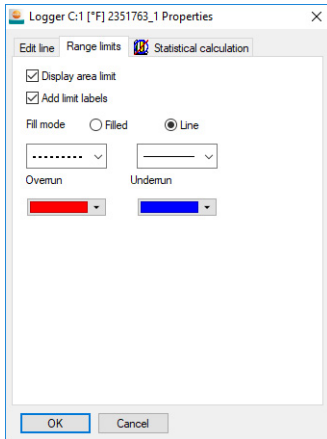 Logger C:1 [°F] 2351763_1 Properties
Edit line
Range limits
Statistical calculation
Display area limit
Add limit labels
Fill mode
Filled
Line
Overrun
Underrun
OK
Cancel